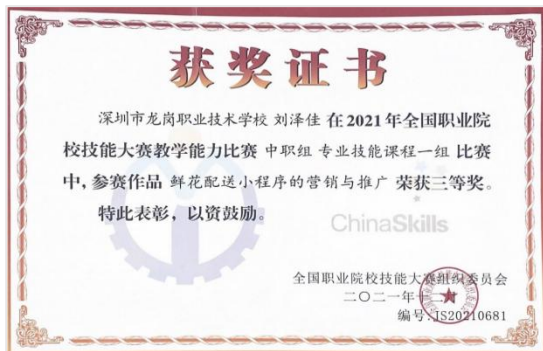 获奖证书
深圳市龙岗职业技术学校 刘泽佳 在2021年全国职业院
校技能大赛教学能力比赛 中职组 专业技能课程一组 比赛
中，参赛作品 鲜花配送小程序的营销与推广 荣获三等奖。
特此表彰，以资鼓励。
ChinaSkills
全国职业院校技能大赛组织委员会
二〇二一年十二月
编号:JS20210681